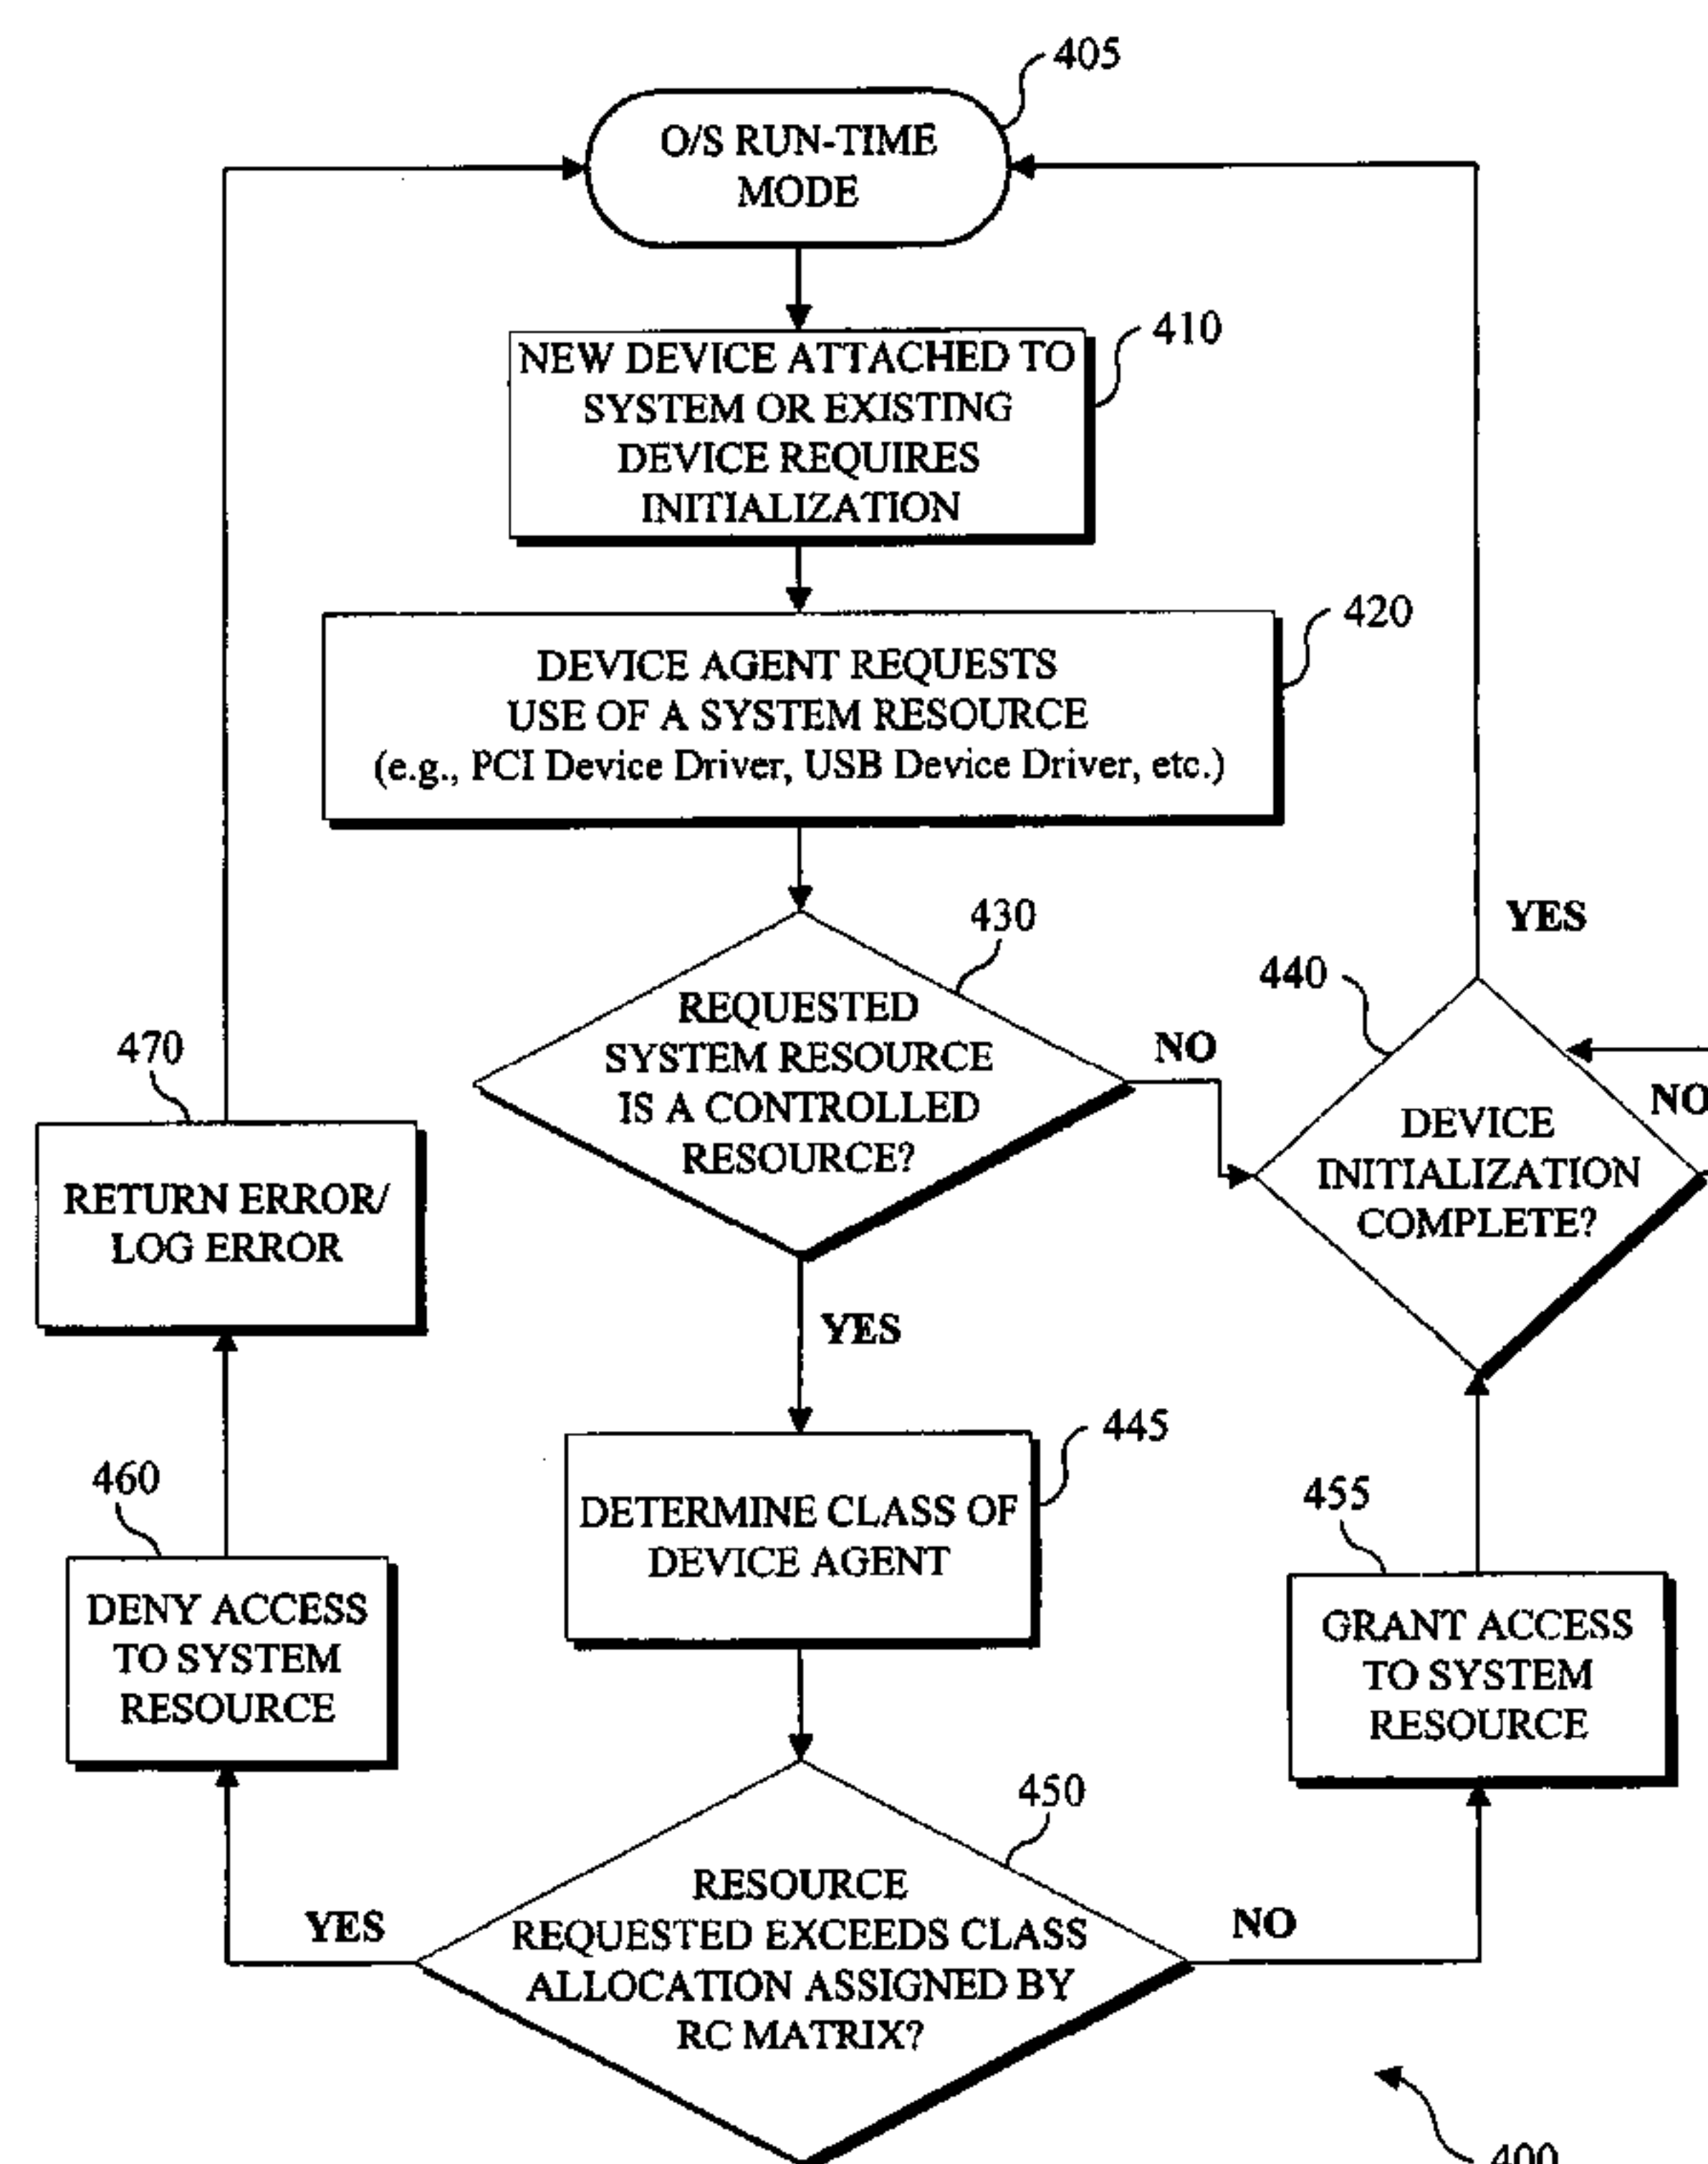 405
O/S RUN-TIME
MODE
410
NEW DEVICE ATTACHED TO
SYSTEM OR EXISTING
DEVICE REQUIRES
INITIALIZATION
420
DEVICE AGENT REQUESTS
USE OF A SYSTEM RESOURCE
(e.g., PCI Device Driver, USB Device Driver, etc.)
430
REQUESTED
SYSTEM RESOURCE
IS A CONTROLLED
RESOURCE?
NO
YES
440
YES
NO
DEVICE
INITIALIZATION
COMPLETE?
470
RETURN ERROR/
LOG ERROR
445
DETERMINE CLASS OF
DEVICE AGENT
460
DENY ACCESS
TO SYSTEM
RESOURCE
455
GRANT ACCESS
TO SYSTEM
RESOURCE
450
RESOURCE
REQUESTED EXCEEDS CLASS
ALLOCATION ASSIGNED BY
RC MATRIX?
YES
NO
400